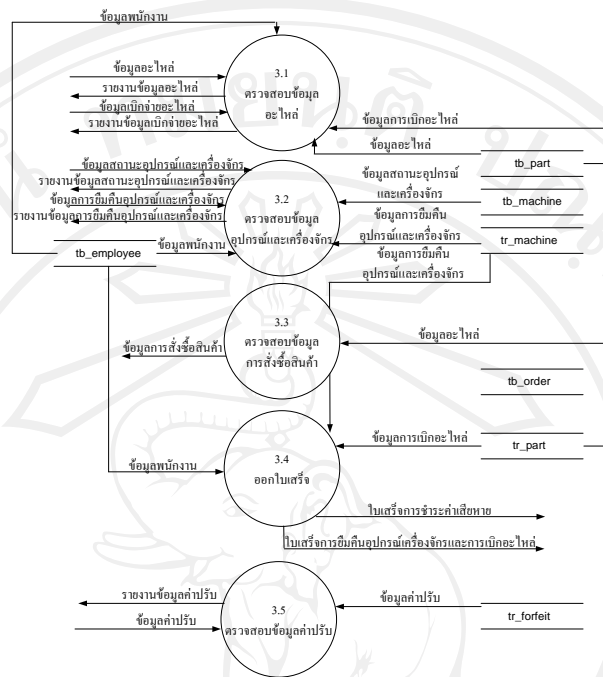 ข้อมูลพนักงาน
3.1
ตรวจสอบข้อมูล
อะไหล่
ข้อมูลอะไหล่
รายงานข้อมูลอะไหล่
ข้อมูลเบิกจ่ายอะไหล่
รายงานข้อมูลเบิกจ่ายอะไหล่
ข้อมูลการเบิกอะไหล่
ข้อมูลอะไหล่
tb_part
ข้อมูลสถานะอุปกรณ์และเครื่องจักร
รายงานข้อมูลสถานะอุปกรณ์และเครื่องจักร
ข้อมูลการยืมคืนอุปกรณ์และเครื่องจักร
รายงานข้อมูลการยืมคืนอุปกรณ์และเครื่องจักร
3.2
ตรวจสอบข้อมูล
อุปกรณ์และเครื่องจักร
ข้อมูลสถานะอุปกรณ์
และเครื่องจักร
tb_machine
ข้อมูลการยืมคืน
อุปกรณ์และเครื่องจักร
tr_machine
ข้อมูลการยืมคืน
อุปกรณ์และเครื่องจักร
tb_employee
ข้อมูลพนักงาน
3.3
ตรวจสอบข้อมูล
การสั่งซื้อสินค้า
ข้อมูลการสั่งซื้อสินค้า
ข้อมูลอะไหล่
tb_order
ข้อมูลการเบิกอะไหล่
tr_part
3.4
ออกใบเสร็จ
ข้อมูลพนักงาน
ใบเสร็จการชำระค่าเสียหาย
ใบเสร็จการยืมคืนอุปกรณ์เครื่องจักรและการเบิกอะไหล่
รายงานข้อมูลค่าปรับ
ข้อมูลค่าปรับ
3.5
ตรวจสอบข้อมูลค่าปรับ
ข้อมูลค่าปรับ
tr_forfeit